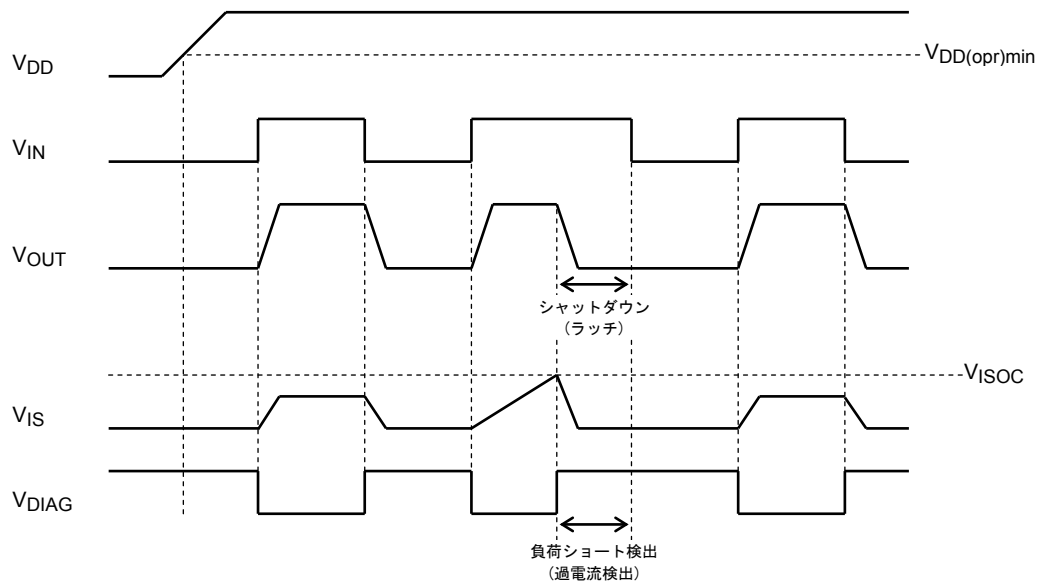 VDD
VDD(opr)min
VIN
VOUT
シャットダウン
(ラッチ)
VISOC
VIS
VDIAG
負荷ショート検出
(過電流検出)